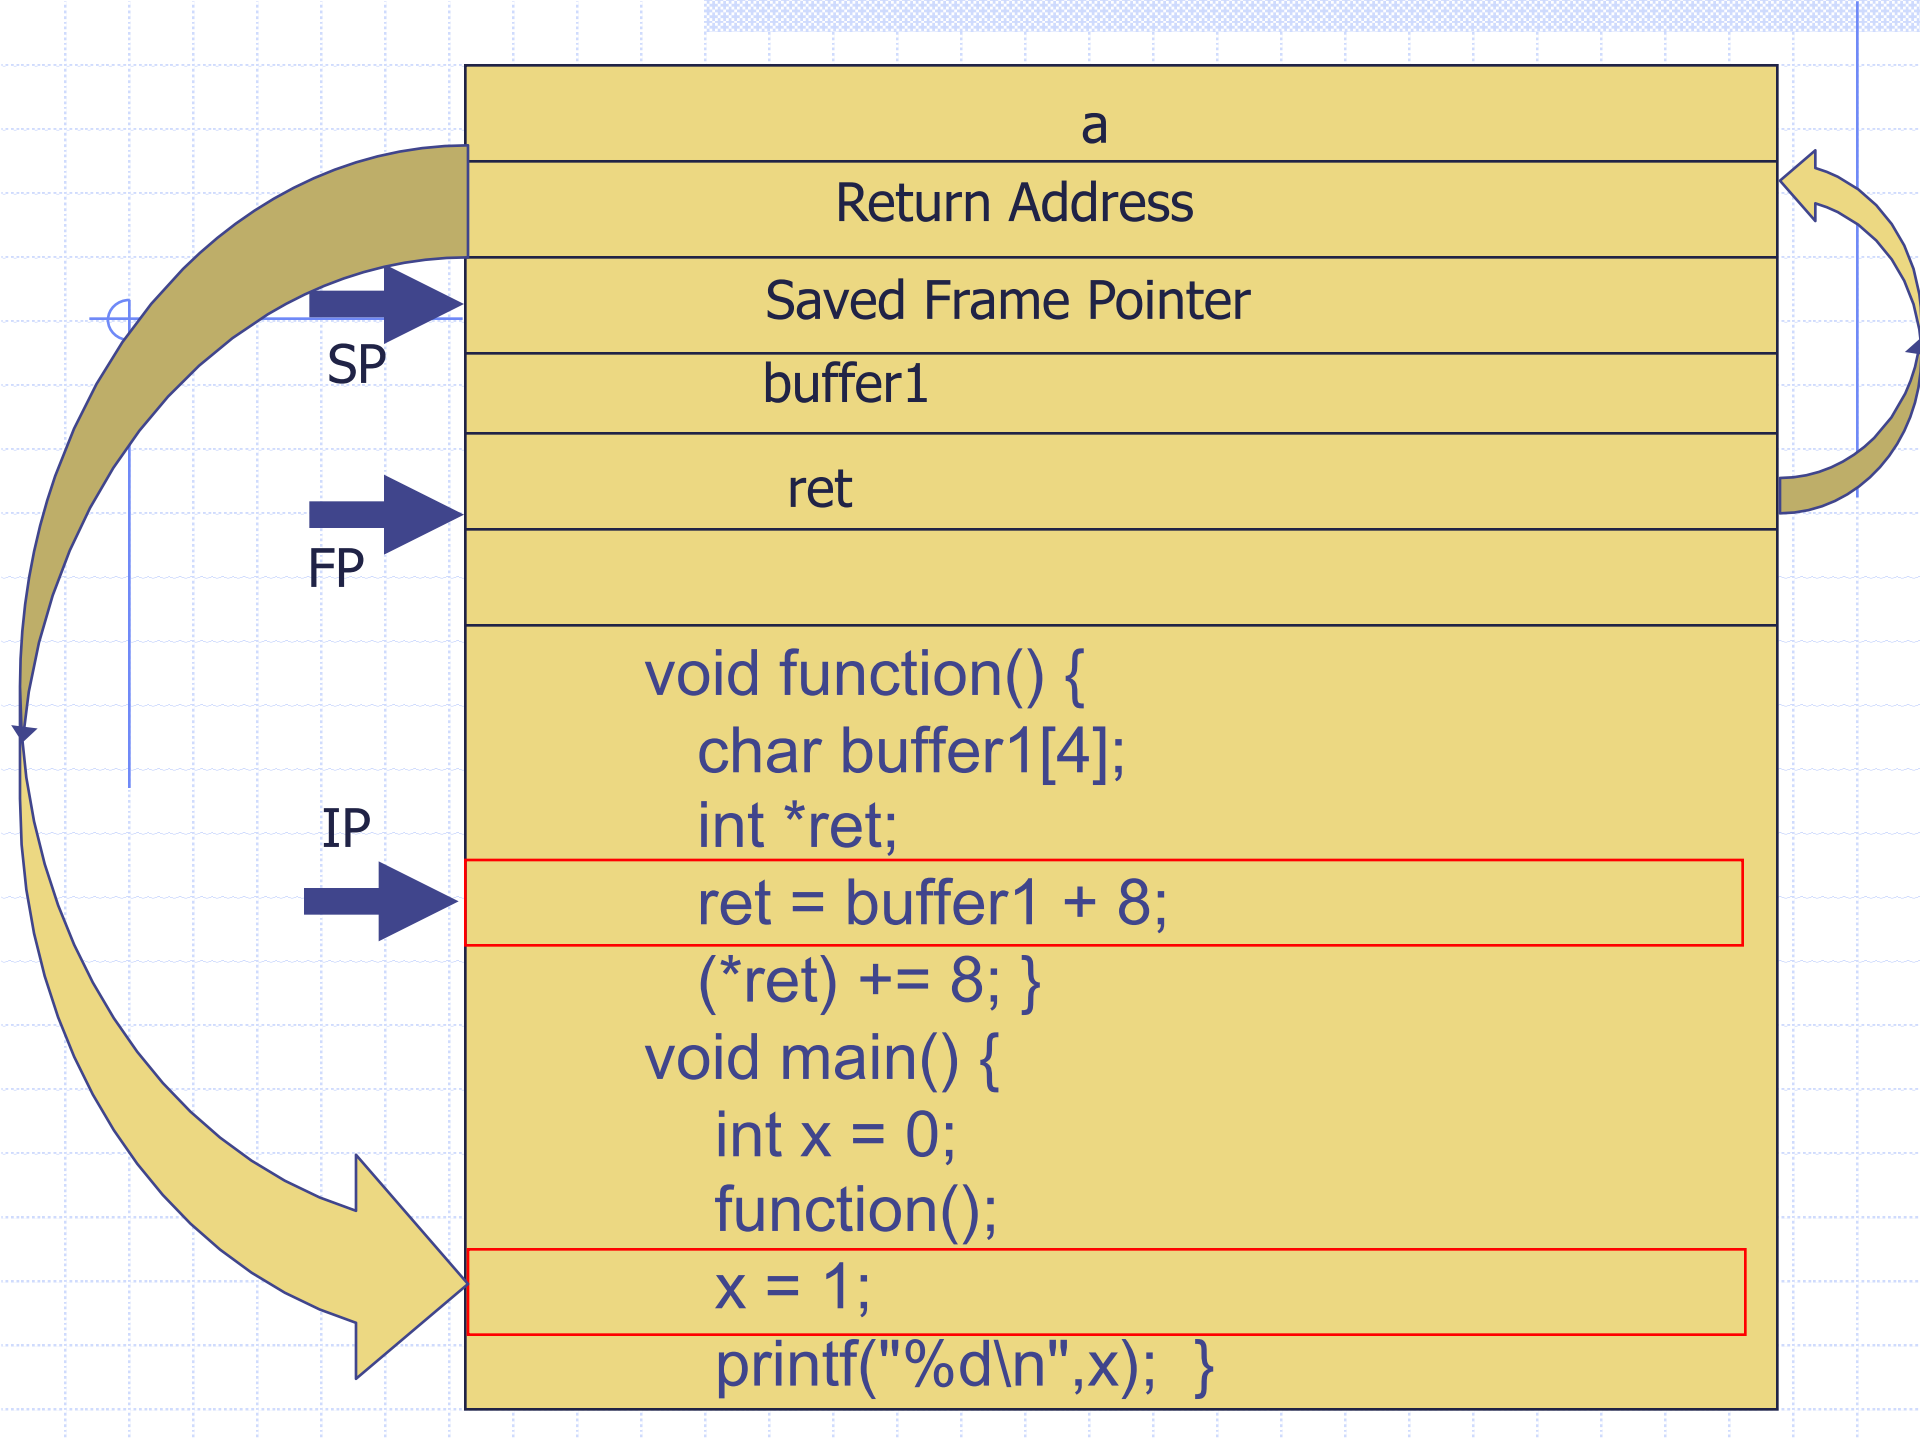 a
Return Address
Saved Frame Pointer
SP
buffer1
ret
FP
void function() {
char buffer1[4];
int *ret;
IP
ret = buffer1 + 8;
(*ret) += 8; }
void main() {
int x = 0;
function();
x = 1;
printf("%d\n",x);  }